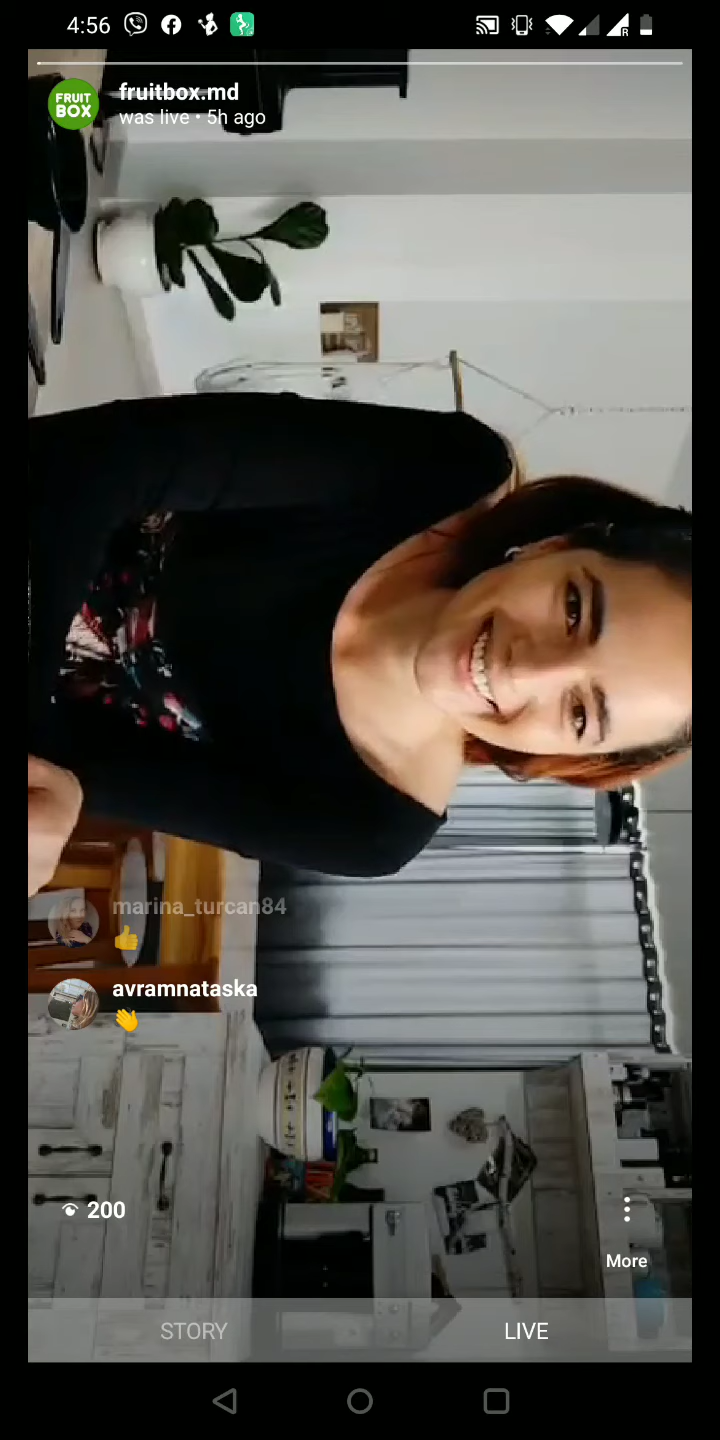 4:56
R
FRUIT
BOX
fruitbox.md
was live • 5h ago
marina_turcan84
👍
avramnataska
👋
200
More
STORY
LIVE